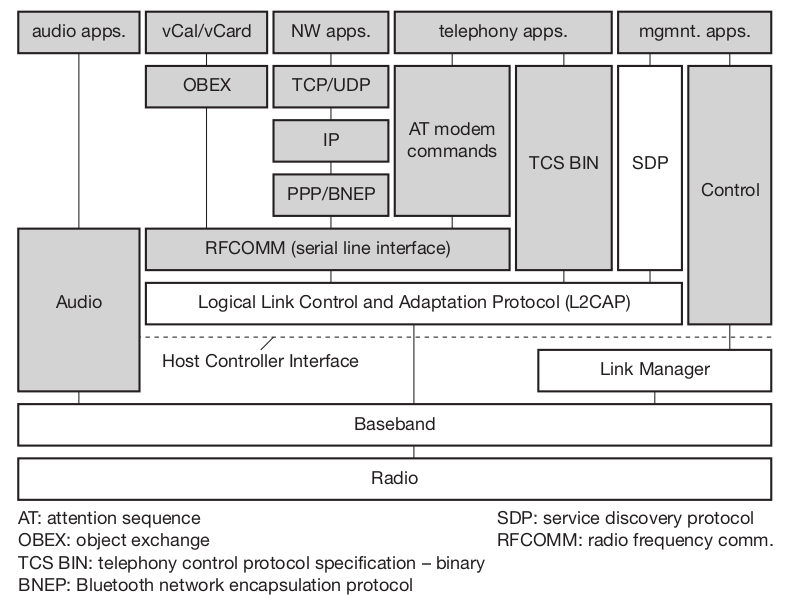 audio apps.
vCal/vCard
NW apps.
telephony apps.
mgmnt. apps.
OBEX
TCP/UDP
AT modem
commands
TCS BIN
SDP
Control
IP
PPP/BNEP
RFCOMM (serial line interface)
Audio
Logical Link Control and Adaptation Protocol (L2CAP)
Host Controller Interface
Link Manager
Baseband
Radio
AT: attention sequence
OBEX: object exchange
TCS BIN: telephony control protocol specification – binary
BNEP: Bluetooth network encapsulation protocol
SDP: service discovery protocol
RFCOMM: radio frequency comm.